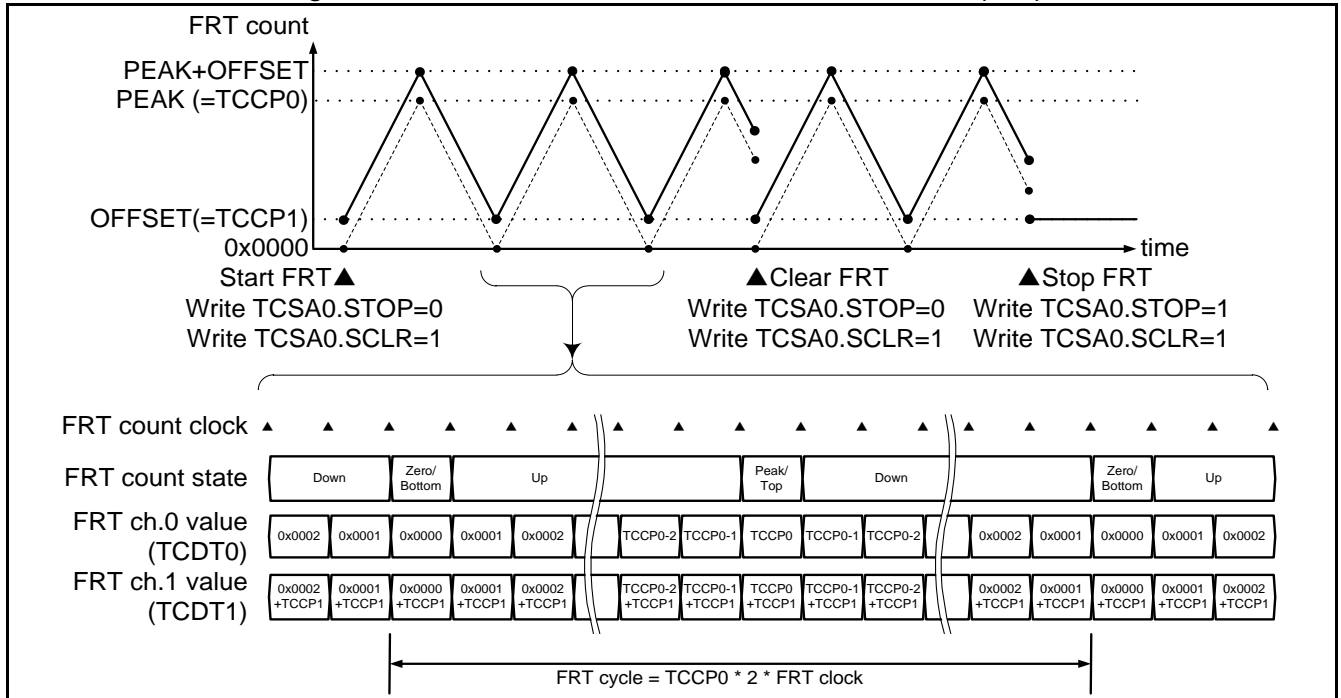 FRT count
PEAK+OFFSET
PEAK (=TCCP0)
OFFSET(=TCCP1)
0x0000
time
Start FRT▲
Write TCSA0.STOP=0
Write TCSA0.SCLR=1
▲Clear FRT
Write TCSA0.STOP=0
Write TCSA0.SCLR=1
▲Stop FRT
Write TCSA0.STOP=1
Write TCSA0.SCLR=1
FRT count clock
FRT count state
Down
Zero/
Bottom
Up
Peak/
Top
Down
Zero/
Bottom
Up
FRT ch.0 value
(TCDT0)
0x0002 0x0001 0x0000 0x0001 0x0002 TCCP0-2 TCCP0-1 TCCP0 TCCP0-1 TCCP0-2 0x0002 0x0001 0x0000 0x0001 0x0002
FRT ch.1 value
(TCDT1)
0x0002 0x0001 0x0000 0x0001 0x0002 TCCP0-2 TCCP0-1 TCCP0 TCCP0-1 TCCP0-2 0x0002 0x0001 0x0000 0x0001 0x0002
+TCCP1 +TCCP1 +TCCP1 +TCCP1 +TCCP1 +TCCP1 +TCCP1 +TCCP1 +TCCP1 +TCCP1 +TCCP1 +TCCP1 +TCCP1 +TCCP1 +TCCP1
FRT cycle = TCCP0 * 2 * FRT clock